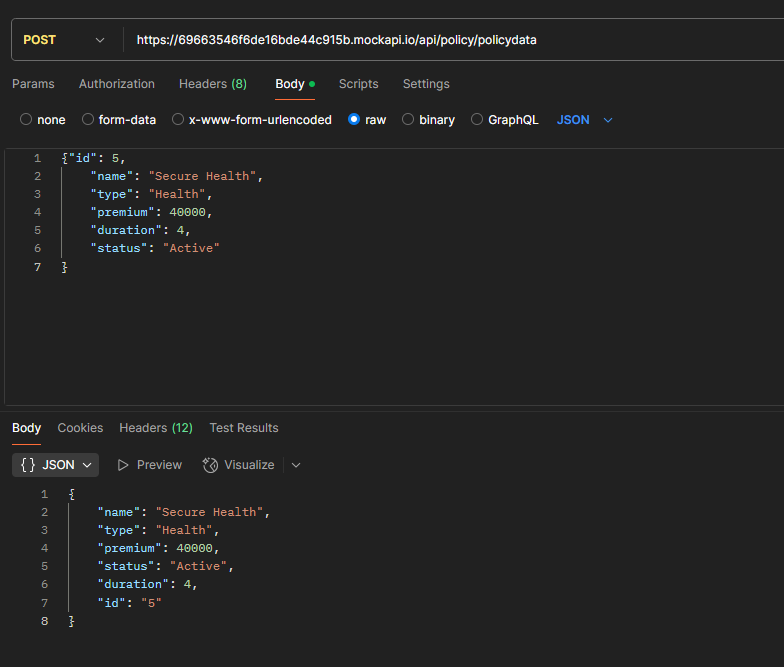 POST https://69663546f6de16bde44c915b.mockapi.io/api/policy/policydata
Params Authorization Headers (8) Body Scripts Settings
none form-data x-www-form-urlencoded raw binary GraphQL JSON
1 {"id": 5,
2 "name": "Secure Health",
3 "type": "Health",
4 "premium": 40000,
5 "duration": 4,
6 "status": "Active"
7 }
Body Cookies Headers (12) Test Results
{} JSON Preview Visualize
1 {
2 "name": "Secure Health",
3 "type": "Health",
4 "premium": 40000,
5 "status": "Active",
6 "duration": 4,
7 "id": "5"
8 }